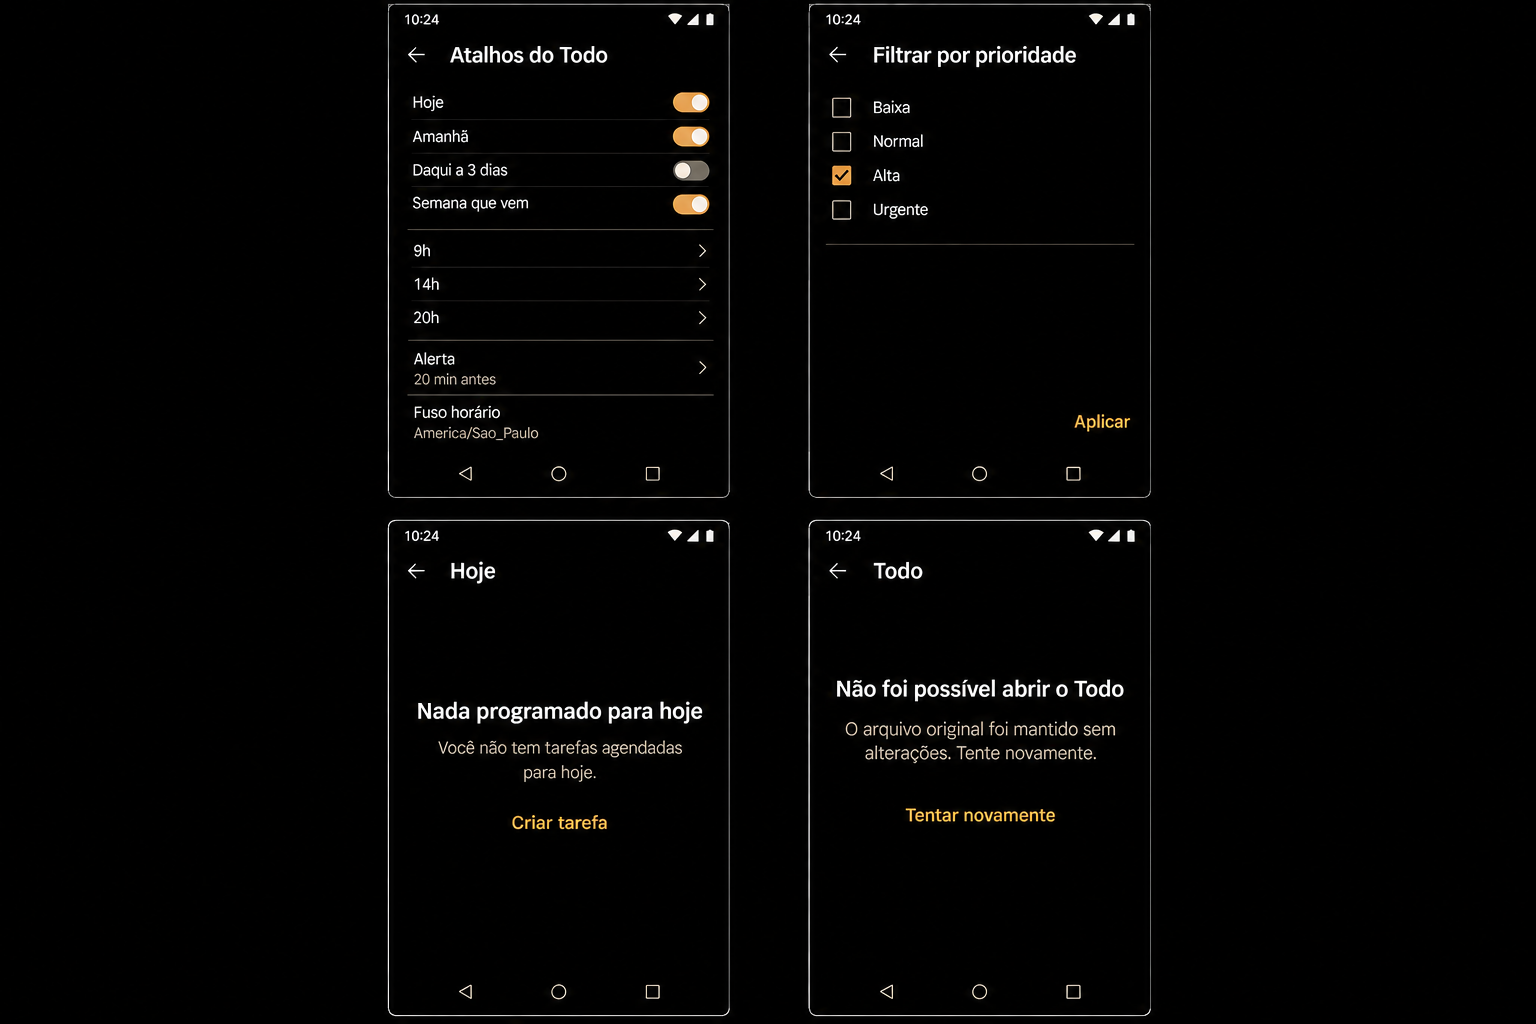 10:24
Atalhos do Todo
Hoje
Amanhã
Daqui a 3 dias
Semana que vem
9h
14h
20h
Alerta
20 min antes
Fuso horário
America/Sao_Paulo
10:24
Filtrar por prioridade
Baixa
Normal
Alta
Urgente
Aplicar
10:24
Hoje
Nada programado para hoje
Você não tem tarefas agendadas
para hoje.
Criar tarefa
10:24
Todo
Não foi possível abrir o Todo
O arquivo original foi mantido sem
alterações. Tente novamente.
Tentar novamente